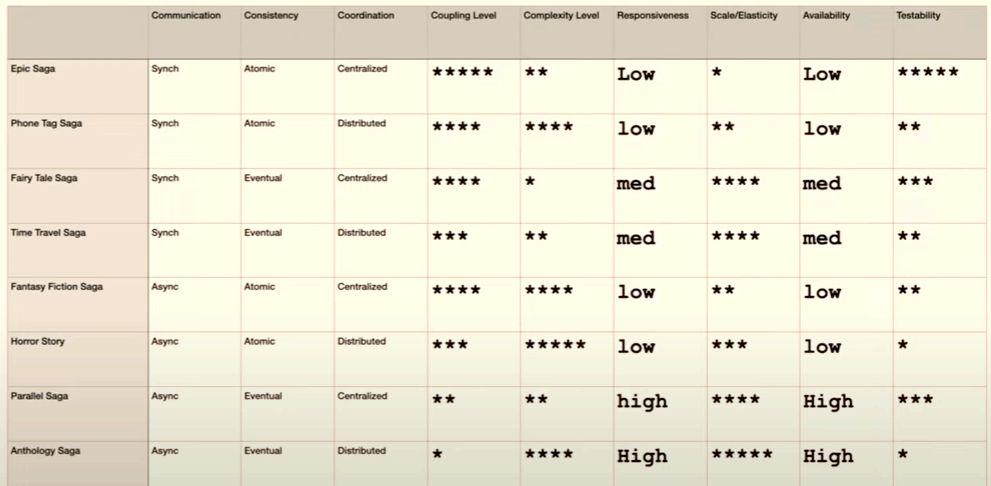 Communication Consistency Coordination Coupling Level Complexity Level Responsiveness Scale/Elasticity Availability Testability
Epic Saga Synch Atomic Centralized ***** ** Low * Low *****
Phone Tag Saga Synch Atomic Distributed **** **** low ** low **
Fairy Tale Saga Synch Eventual Centralized **** * med **** med ***
Time Travel Saga Synch Eventual Distributed *** ** med **** med **
Fantasy Fiction Saga Async Atomic Centralized **** **** low ** low **
Horror Story Async Atomic Distributed *** ***** low *** low *
Parallel Saga Async Eventual Centralized ** ** high **** High ***
Anthology Saga Async Eventual Distributed * **** High ***** High *